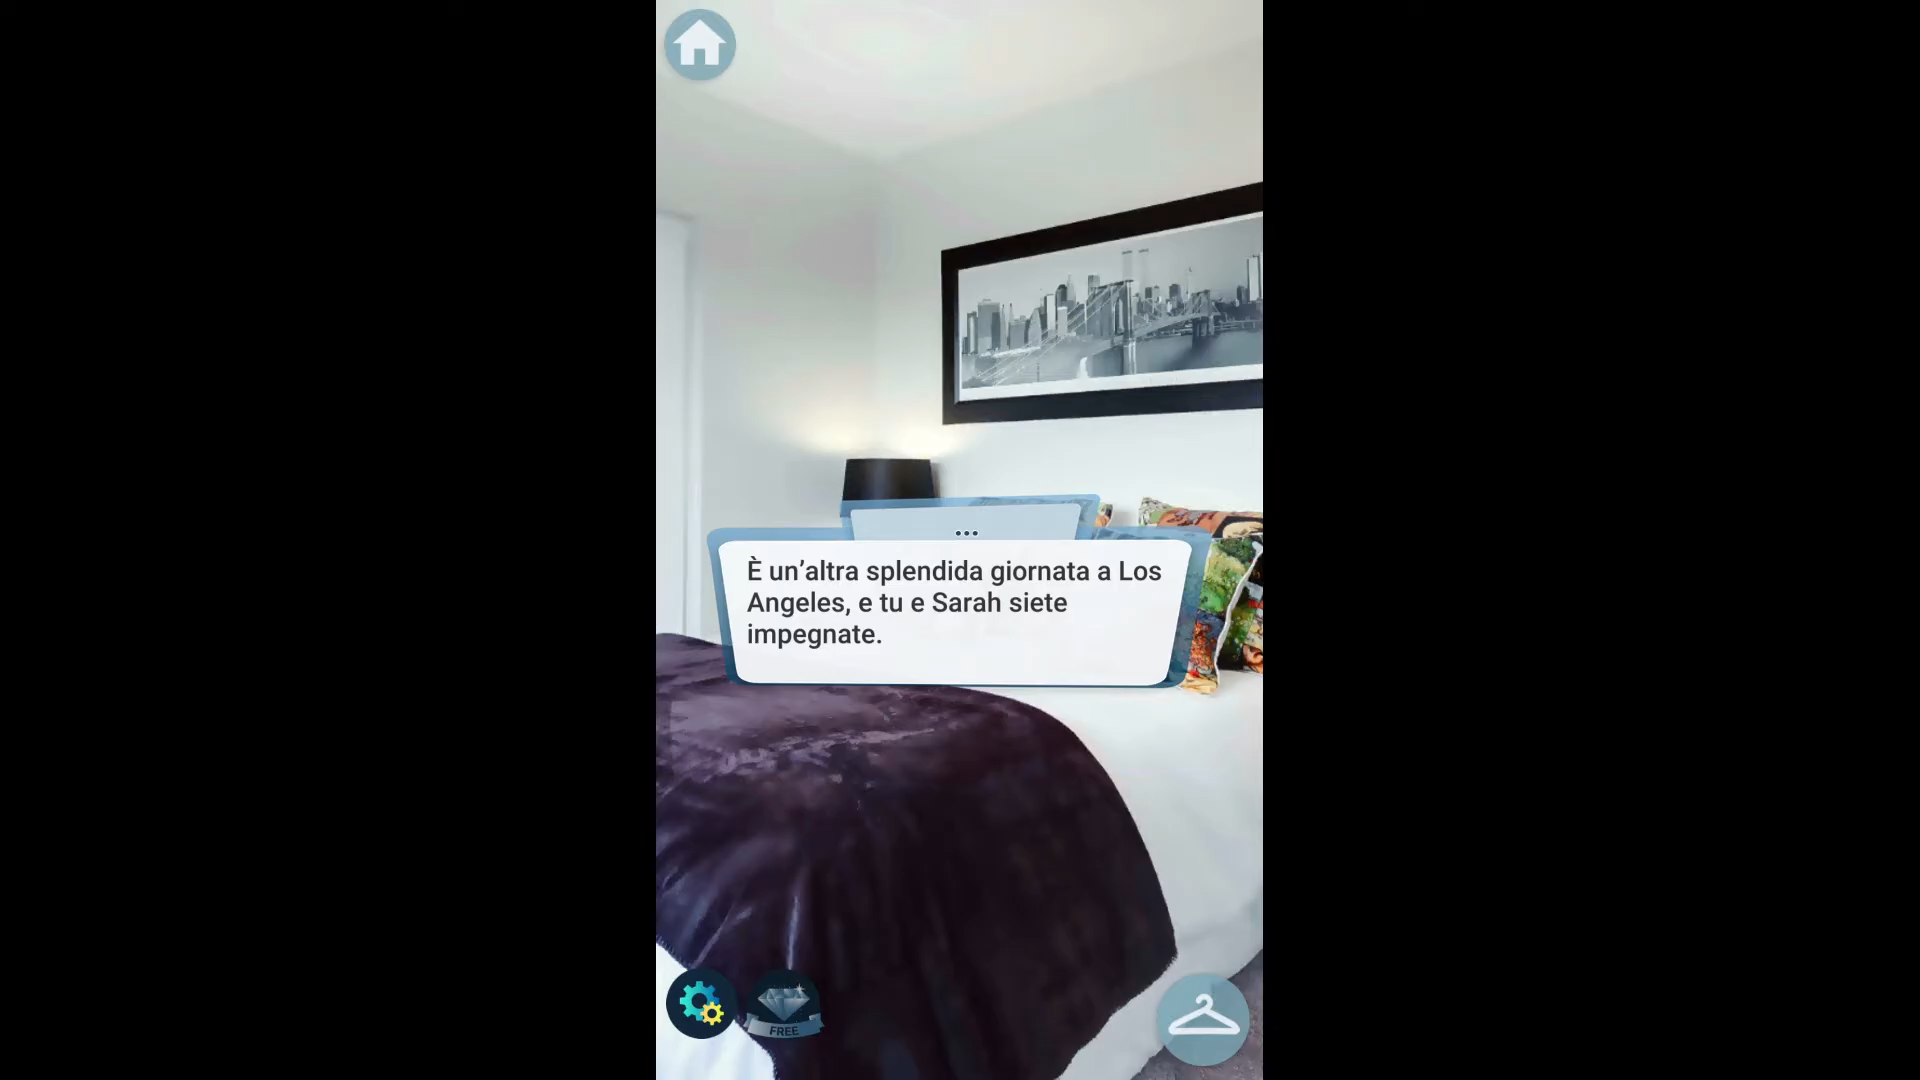 ...
È un’altra splendida giornata a Los
Angeles, e tu e Sarah siete
impegnate.
FREE